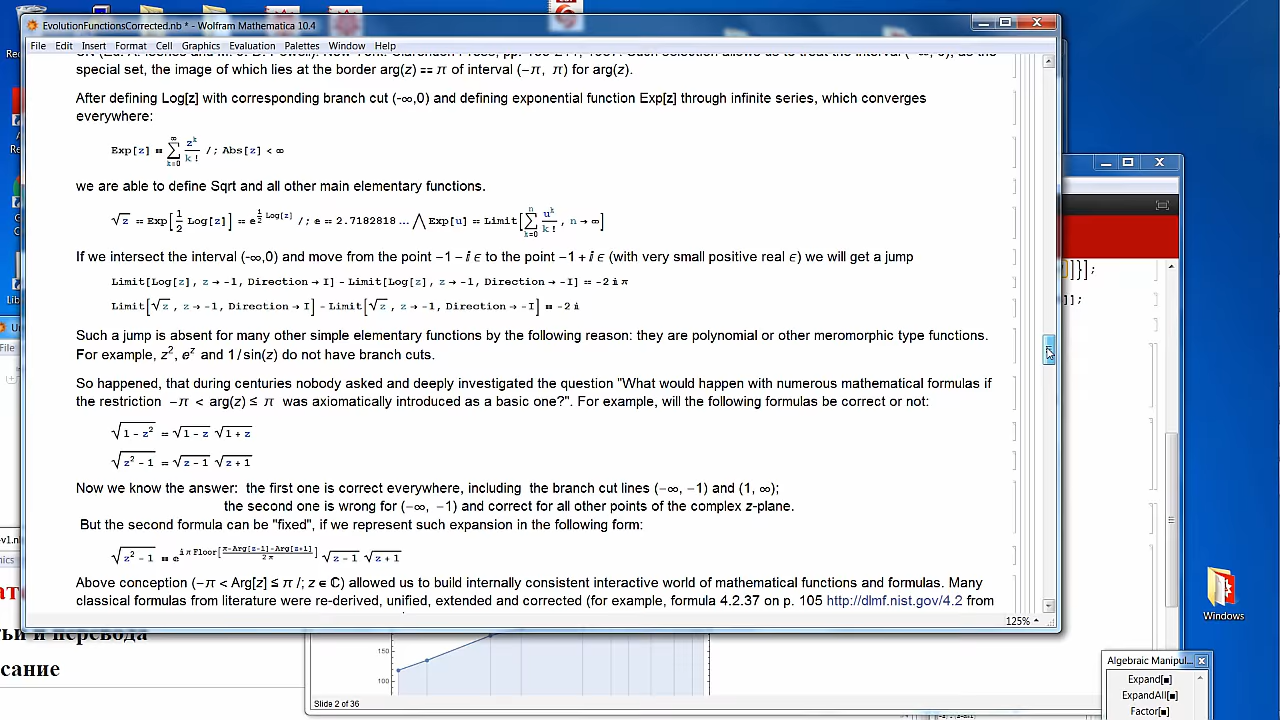 EvolutionFunctionsCorrected.nb * - Wolfram Mathematica 10.4
File Edit Insert Format Cell Graphics Evaluation Palettes Window Help
special set, the image of which lies at the border arg(z) == π of interval (−π, π) for arg(z).
After defining Log[z] with corresponding branch cut (-∞,0) and defining exponential function Exp[z] through infinite series, which converges
everywhere:
Exp[z] == ∑_{k=0}^{∞} z^k/k! /; Abs[z] < ∞
we are able to define Sqrt and all other main elementary functions.
√z == Exp[1/2 Log[z]] == e^{1/2 Log[z]} /; e == 2.7182818... ⋀ Exp[u] == Limit[∑_{k=0}^{n} u^k/k!, n → ∞]
If we intersect the interval (-∞,0) and move from the point −1 − i ϵ to the point −1 + i ϵ (with very small positive real ϵ) we will get a jump
Limit[Log[z], z → -1, Direction → I] - Limit[Log[z], z → -1, Direction → -I] == -2 i π
Limit[√z, z → -1, Direction → I] - Limit[√z, z → -1, Direction → -I] == -2 i
Such a jump is absent for many other simple elementary functions by the following reason: they are polynomial or other meromorphic type functions.
For example, z², e^z and 1/sin(z) do not have branch cuts.
So happened, that during centuries nobody asked and deeply investigated the question "What would happen with numerous mathematical formulas if
the restriction −π < arg(z) ≤ π was axiomatically introduced as a basic one?". For example, will the following formulas be correct or not:
√(1 - z²) = √(1 - z) √(1 + z)
√(z² - 1) = √(z - 1) √(z + 1)
Now we know the answer: the first one is correct everywhere, including the branch cut lines (−∞, −1) and (1, ∞);
the second one is wrong for (−∞, −1) and correct for all other points of the complex z-plane.
But the second formula can be "fixed", if we represent such expansion in the following form:
√(z² - 1) == e^{i π Floor[(π-Arg[z-1]-Arg[z+1])/(2 π)]} √(z - 1) √(z + 1)
Above conception (−π < Arg[z] ≤ π /; z ∈ ℂ) allowed us to build internally consistent interactive world of mathematical functions and formulas. Many
classical formulas from literature were re-derived, unified, extended and corrected (for example, formula 4.2.37 on p. 105 http://dlmf.nist.gov/4.2 from
125%
File
и перевода
сание
150
100
Slide 2 of 36
Windows
Algebraic Manipul...
Expand[■]
ExpandAll[■]
Factor[■]